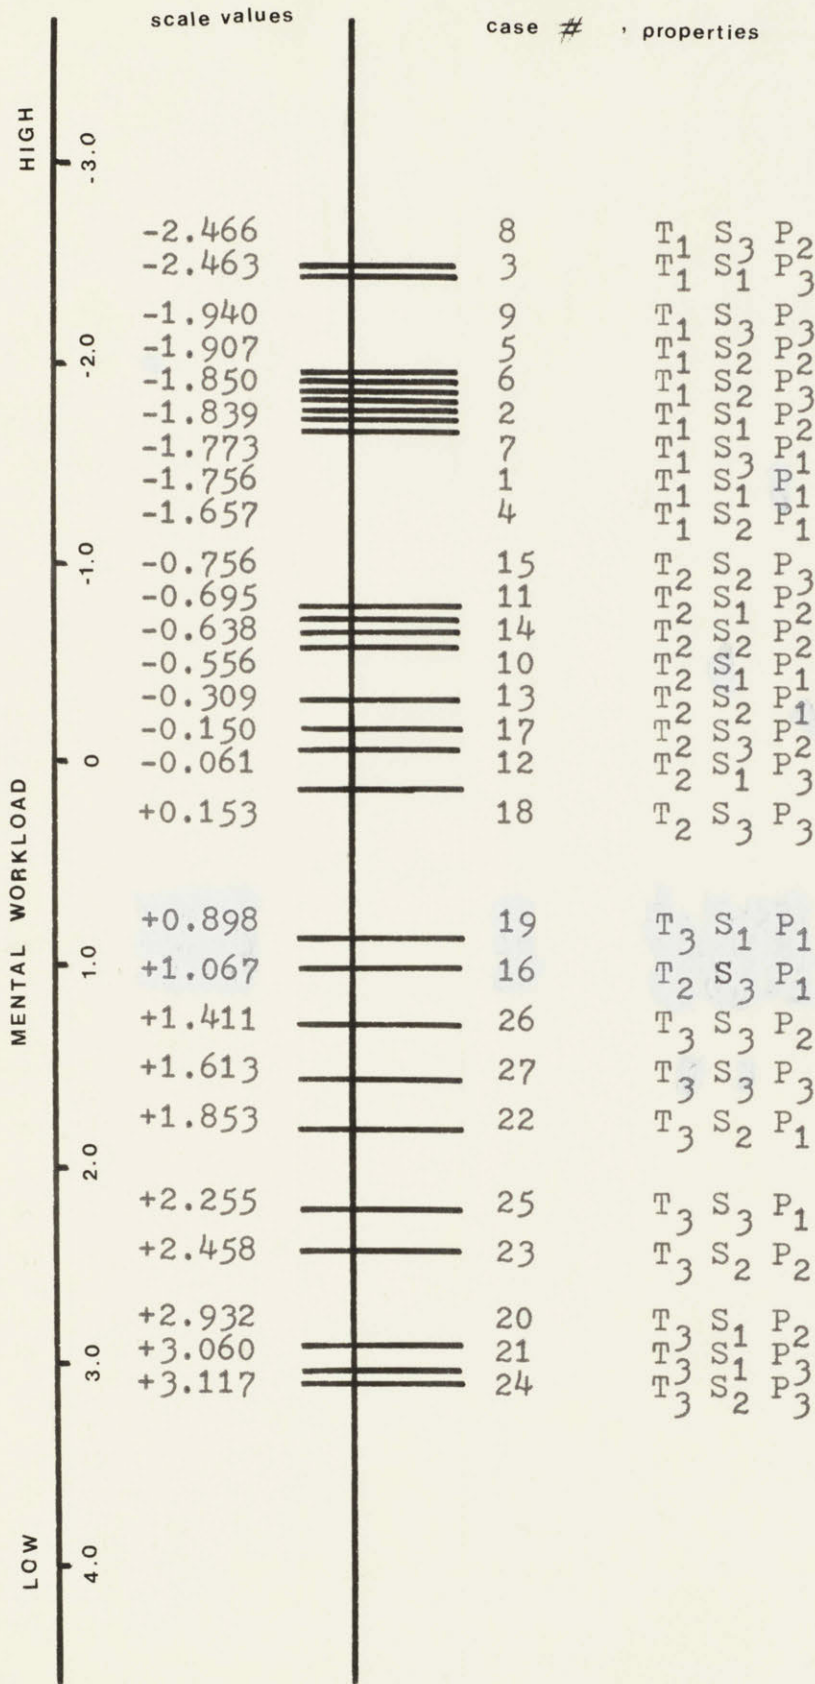 scale values case # , properties
HIGH
-3.0
-2.466 8 T1 S3 P2
-2.463 3 T1 S1 P3
-1.940 9 T1 S3 P3
-2.0
-1.907 5 T1 S2 P2
-1.850 6 T1 S2 P3
-1.839 2 T1 S1 P2
-1.773 7 T1 S3 P1
-1.756 1 T1 S1 P1
-1.657 4 T1 S2 P1
-1.0
-0.756 15 T2 S2 P3
-0.695 11 T2 S1 P2
-0.638 14 T2 S2 P2
-0.556 10 T2 S1 P1
-0.309 13 T2 S2 P1
-0.150 17 T2 S3 P2
0
-0.061 12 T2 S1 P3
+0.153 18 T2 S3 P3
MENTAL WORKLOAD
+0.898 19 T3 S1 P1
1.0
+1.067 16 T2 S3 P1
+1.411 26 T3 S3 P2
+1.613 27 T3 S3 P3
+1.853 22 T3 S2 P1
2.0
+2.255 25 T3 S3 P1
+2.458 23 T3 S2 P2
+2.932 20 T3 S1 P2
3.0
+3.060 21 T3 S1 P3
+3.117 24 T3 S2 P3
LOW
4.0